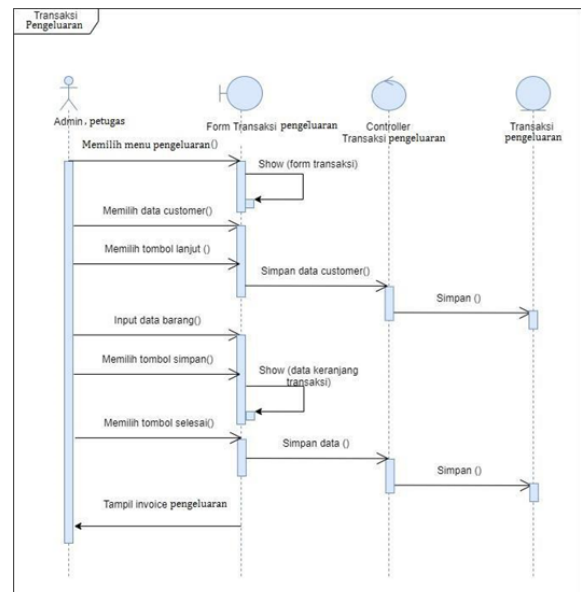 Transaksi
Pengeluaran
Admin, petugas
Form Transaksi pengeluaran
Controller
Transaksi pengeluaran
Transaksi
pengeluaran
Memilih menu pengeluaran()
Show (form transaksi)
Memilih data customer()
Memilih tombol lanjut ()
Simpan data customer()
Simpan ()
Input data barang()
Memilih tombol simpan()
Show (data keranjang
transaksi)
Memilih tombol selesai()
Simpan data ()
Simpan ()
Tampil invoice pengeluaran